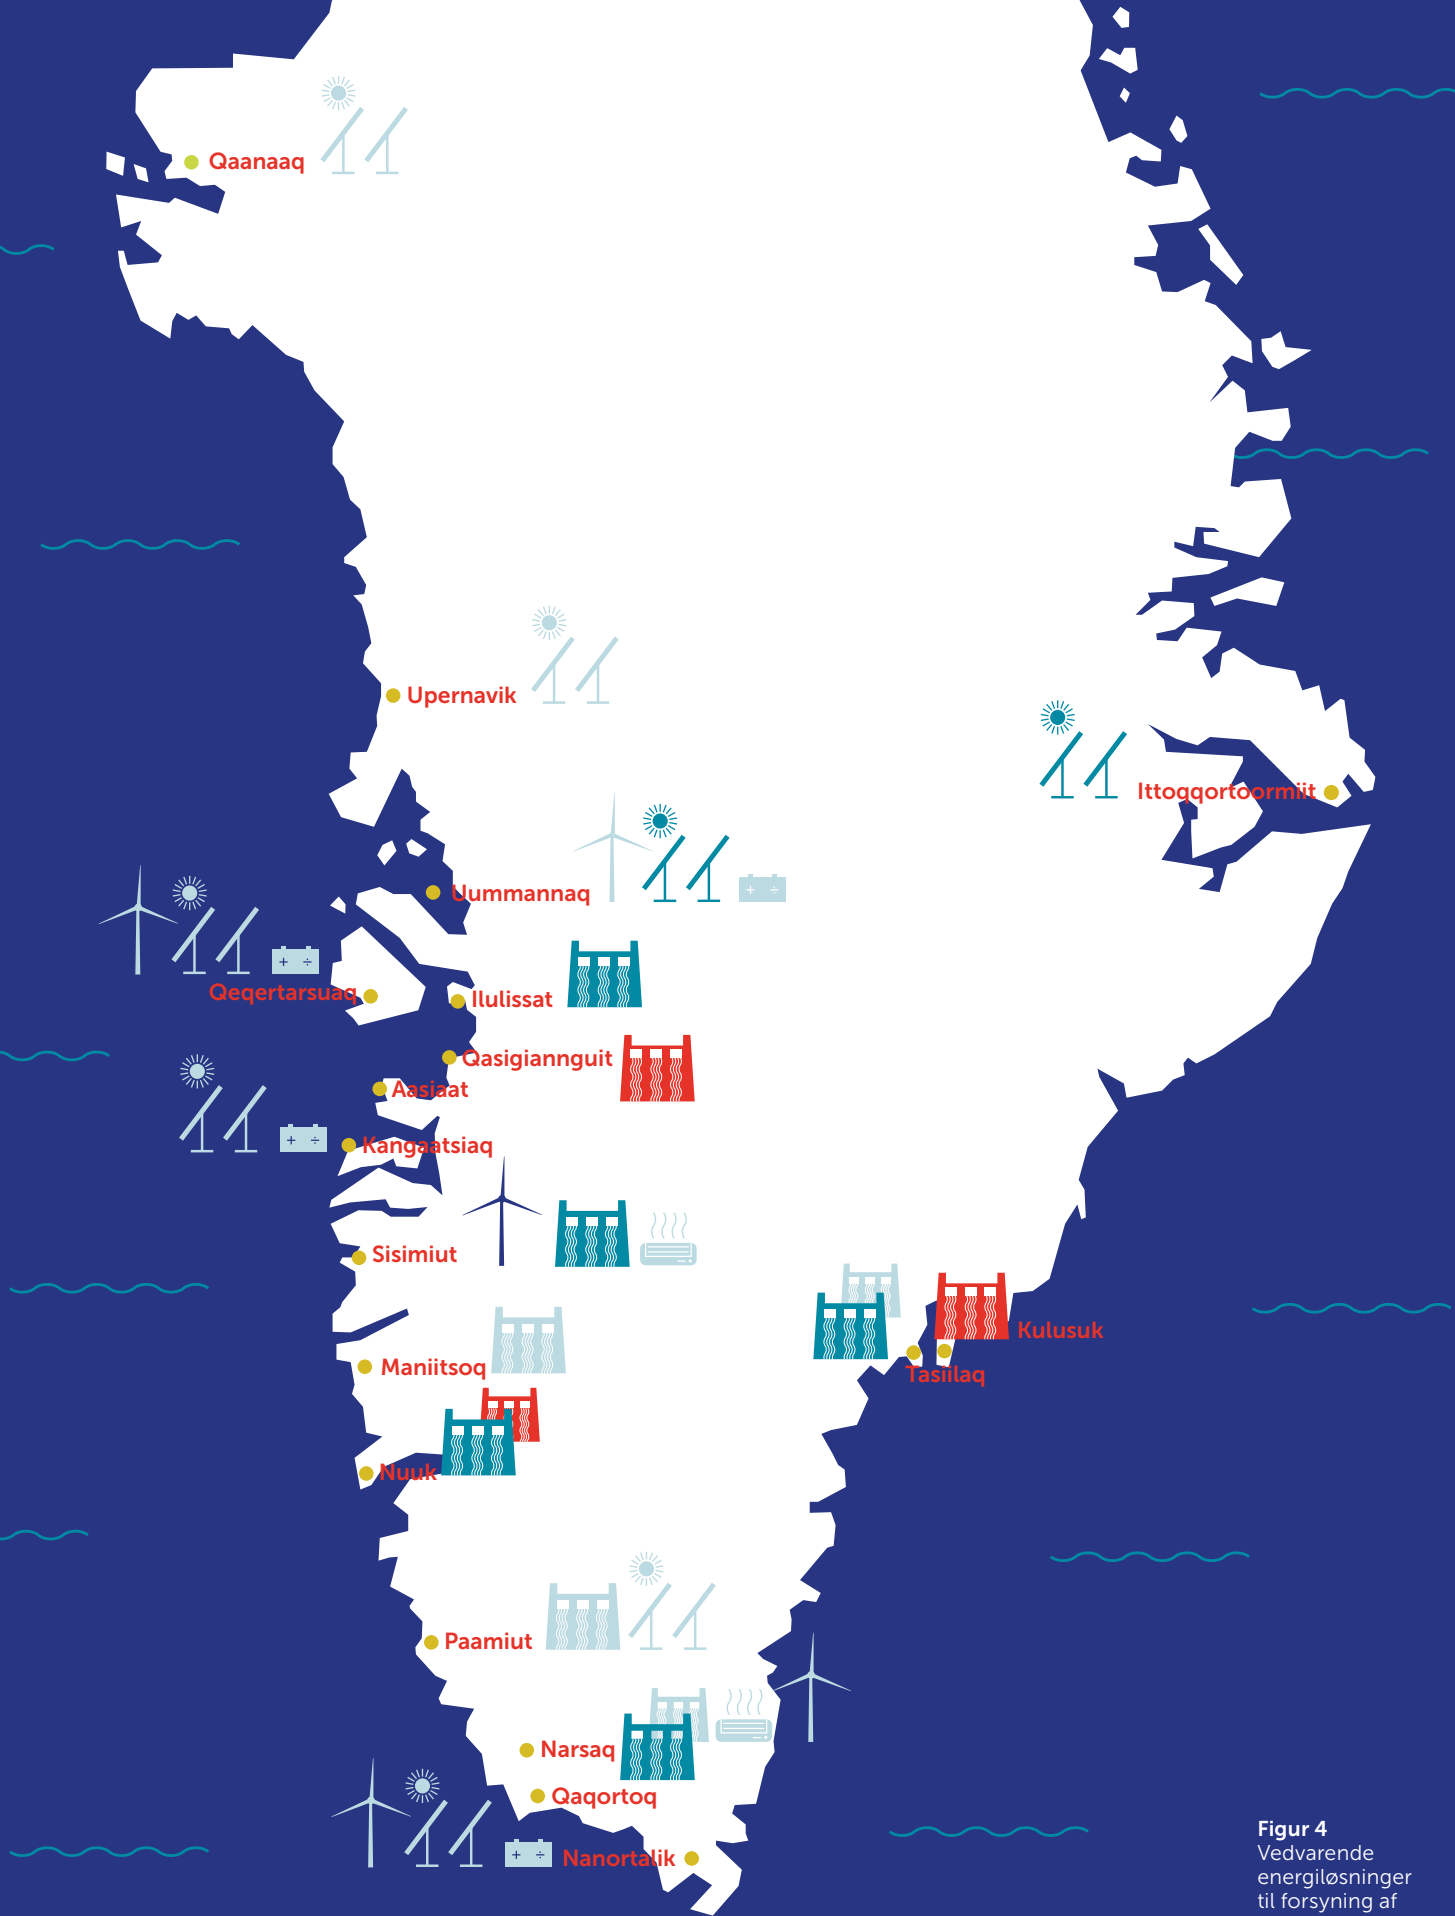 Qaanaaq
Upernavik
Ittoqqortoormiit
Uummannaq
Qeqertarsuaq
Ilulissat
Qasigiannguit
Aasiaat
Kangaatsiaq
Sisimiut
Kulusuk
Maniitsoq
Tasiilaq
Nuuk
Paamiut
Narsaq
Qaqortoq
Nanortalik
Figur 4
Vedvarende
energiløsninger
til forsyning af